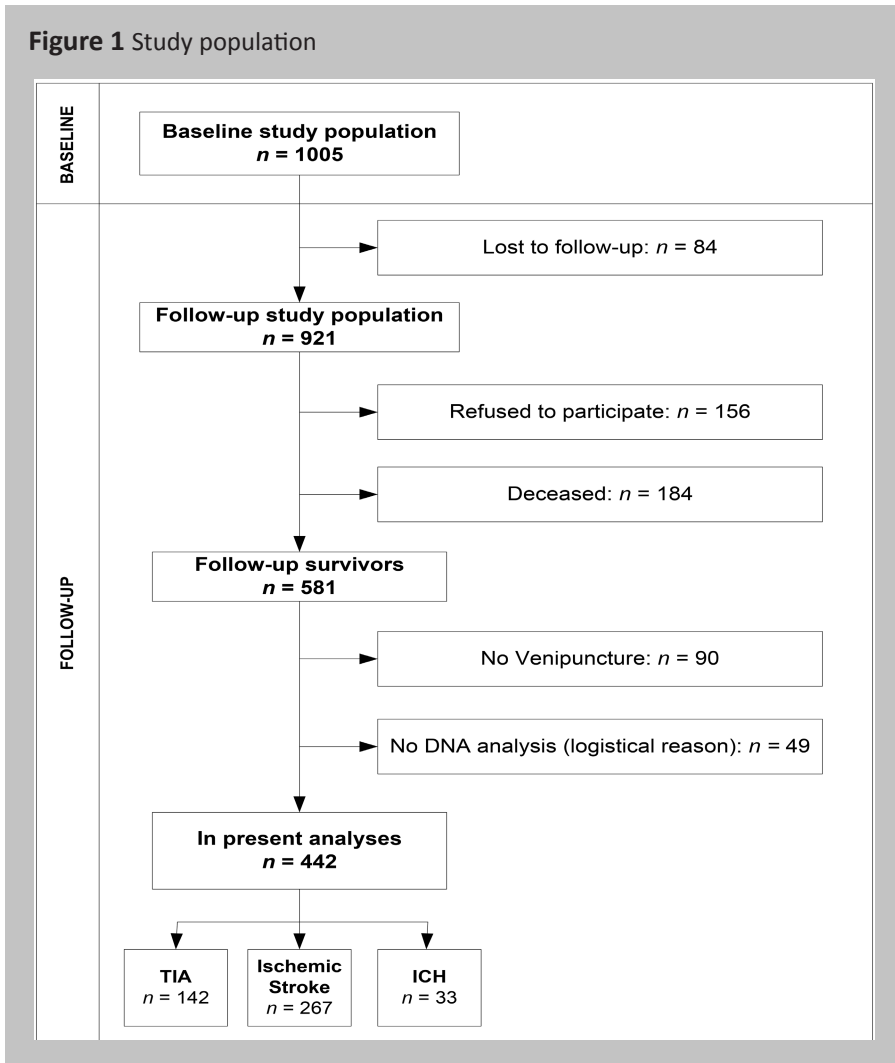 Figure 1 Study population
BASELINE
Baseline study population
n = 1005
Lost to follow-up: n = 84
Follow-up study population
n = 921
Refused to participate: n = 156
Deceased: n = 184
Follow-up survivors
n = 581
FOLLOW-UP
No Venipuncture: n = 90
No DNA analysis (logistical reason): n = 49
In present analyses
n = 442
TIA
n = 142
Ischemic
Stroke
n = 267
ICH
n = 33